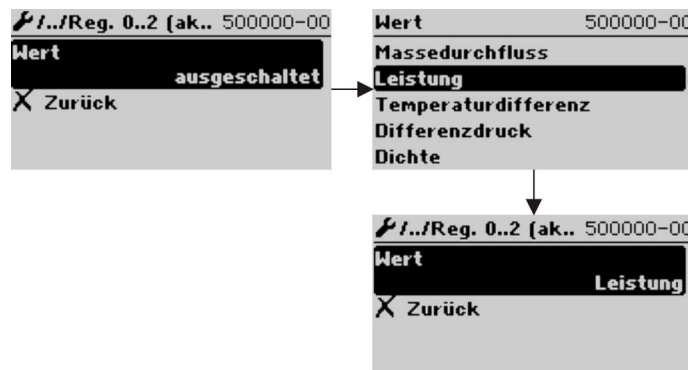 /../Reg. 0..2 (ak.. 500000-00
Wert
ausgeschaltet
X Zurück
Wert 500000-00
Massedurchfluss
Leistung
Temperaturdifferenz
Differenzdruck
Dichte
/../Reg. 0..2 (ak.. 500000-00
Wert
Leistung
X Zurück